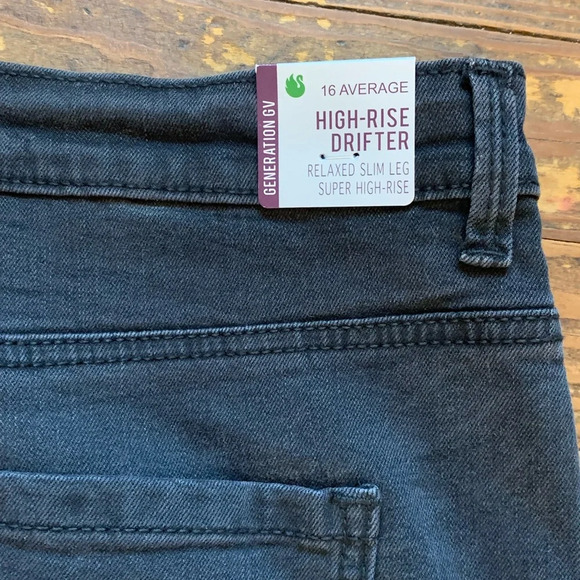 GENERATION GV
16 AVERAGE
HIGH-RISE
DRIFTER
RELAXED SLIM LEG
SUPER HIGH-RISE